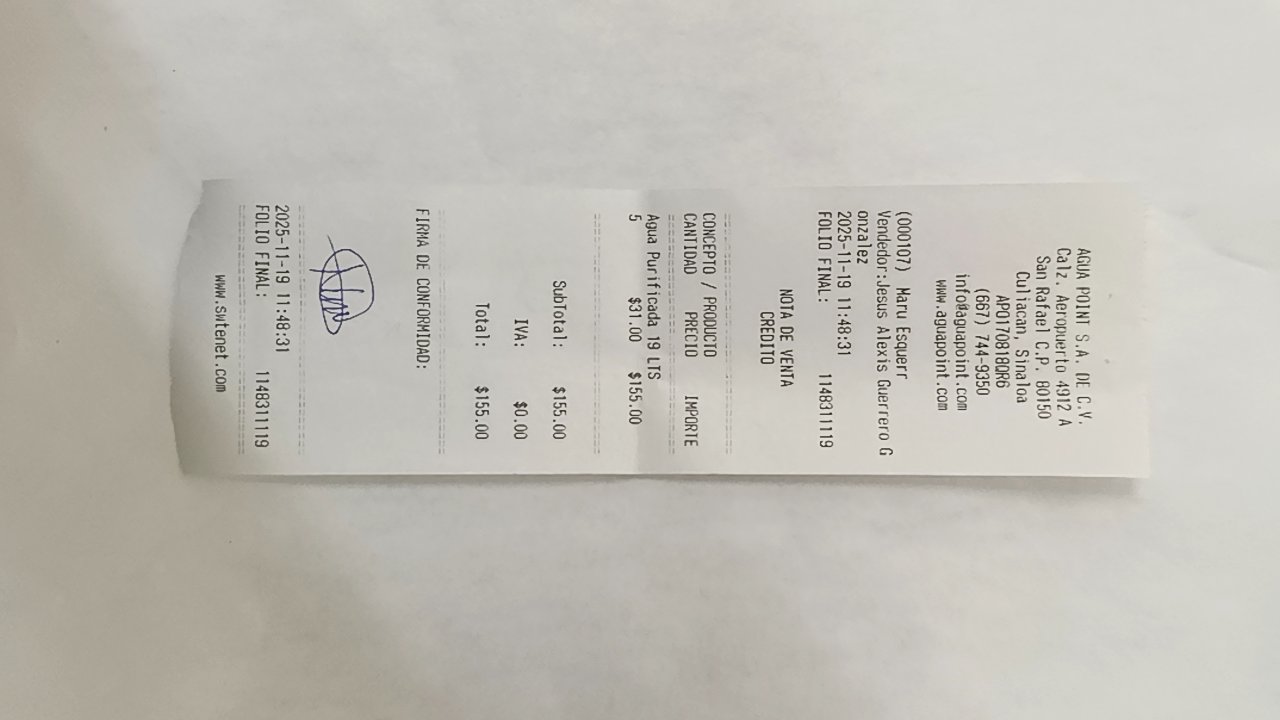 AGUA POINT S.A. DE C.V.
Calz. Aeropuerto 4912 A
San Rafael C.P. 80150
Culiacan, Sinaloa
APO170818QR6
(667) 744-9350
info@aguapoint.com
www.aguapoint.com
(000107) Maru Esquerr
Vendedor:Jesus Alexis Guerrero G
onzalez
2025-11-19 11:48:31
FOLIO FINAL: 1148311119
NOTA DE VENTA
CREDITO
CONCEPTO / PRODUCTO
CANTIDAD PRECIO IMPORTE
Agua Purificada 19 LTS
5 $31.00 $155.00
SubTotal: $155.00
IVA: $0.00
Total: $155.00
FIRMA DE CONFORMIDAD:
2025-11-19 11:48:31
FOLIO FINAL: 1148311119
www.swtenet.com